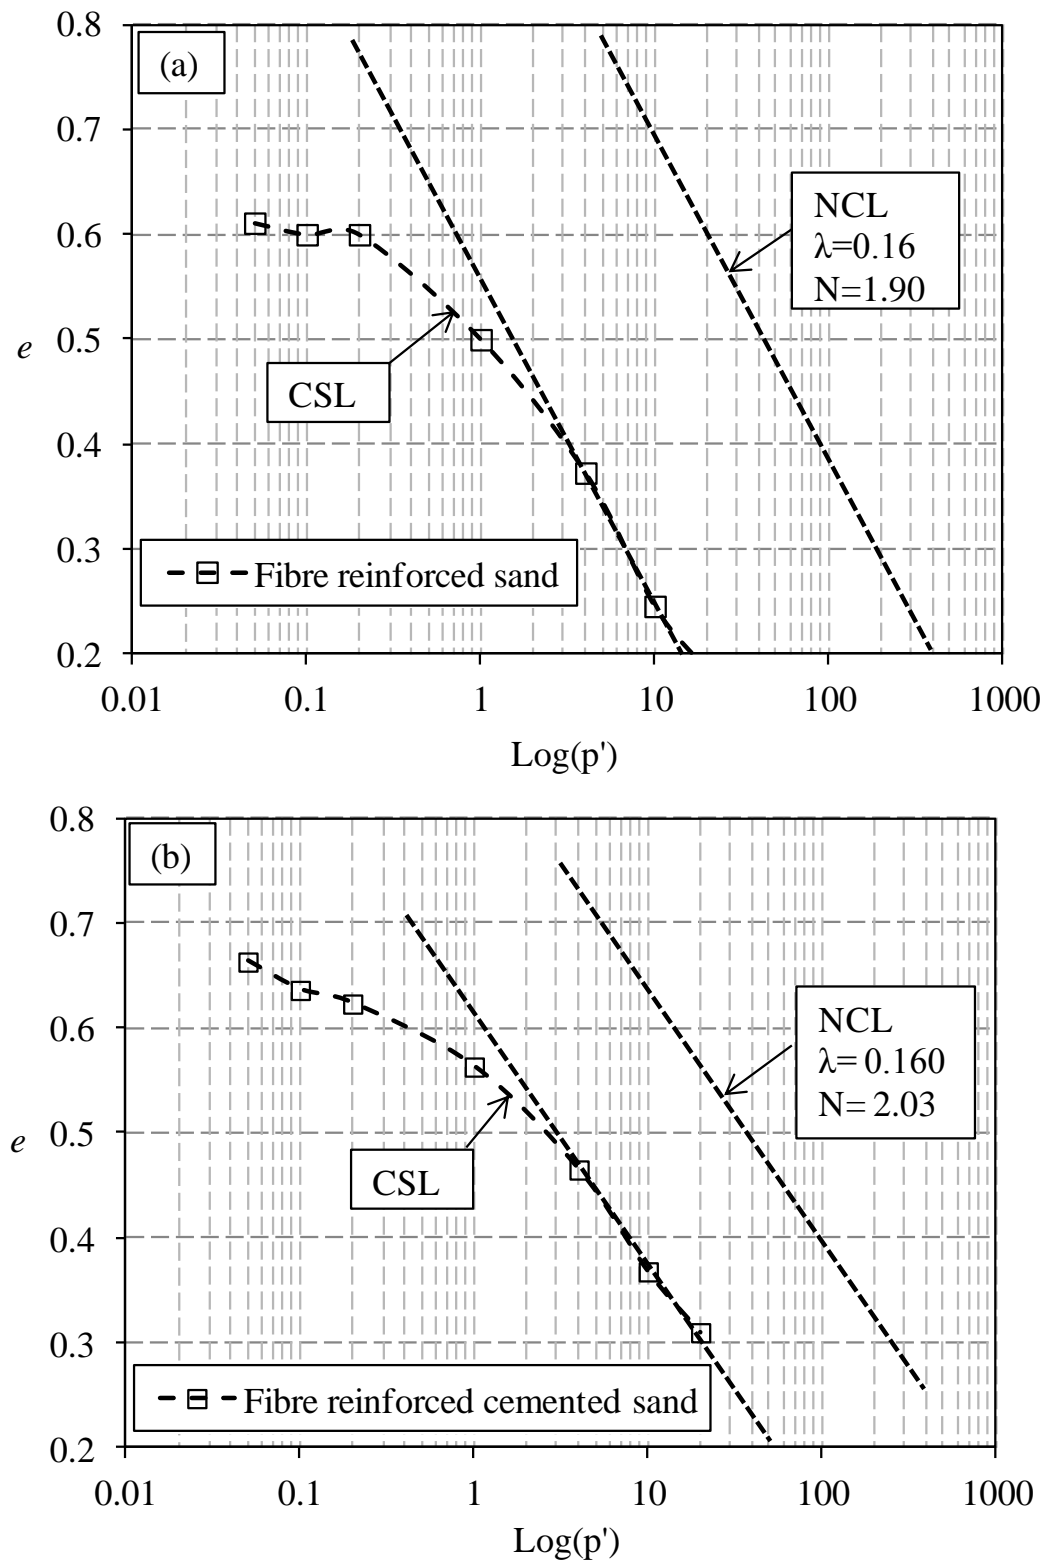 0.8
(a)
0.7
NCL
λ=0.16
N=1.90
0.6
e
0.5
CSL
0.4
0.3
Fibre reinforced sand
0.2
0.01 0.1 1 10 100 1000
Log(p')
0.8
(b)
0.7
NCL
λ= 0.160
N= 2.03
0.6
e
0.5
CSL
0.4
0.3
Fibre reinforced cemented sand
0.2
0.01 0.1 1 10 100 1000
Log(p')